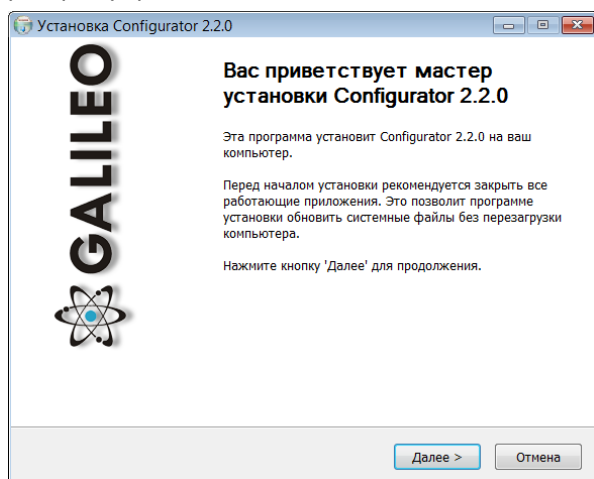 Установка Configurator 2.2.0
GALILEO
Вас приветствует мастер
установки Configurator 2.2.0
Эта программа установит Configurator 2.2.0 на ваш
компьютер.
Перед началом установки рекомендуется закрыть все
работающие приложения. Это позволит программе
установки обновить системные файлы без перезагрузки
компьютера.
Нажмите кнопку 'Далее' для продолжения.
Далее >
Отмена